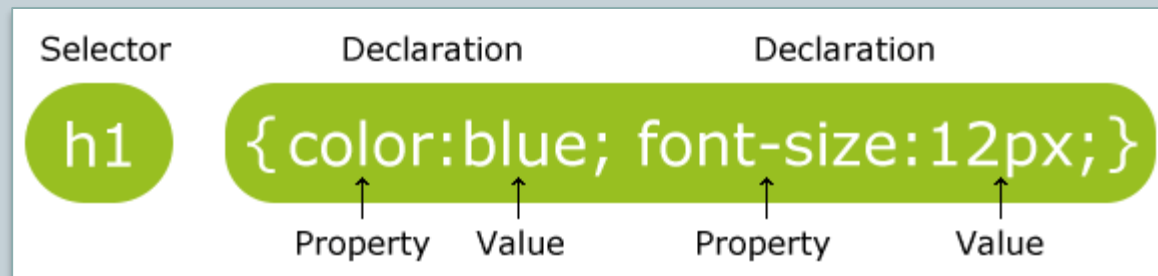 Selector Declaration Declaration
h1 {color:blue; font-size:12px;}
Property Value Property Value